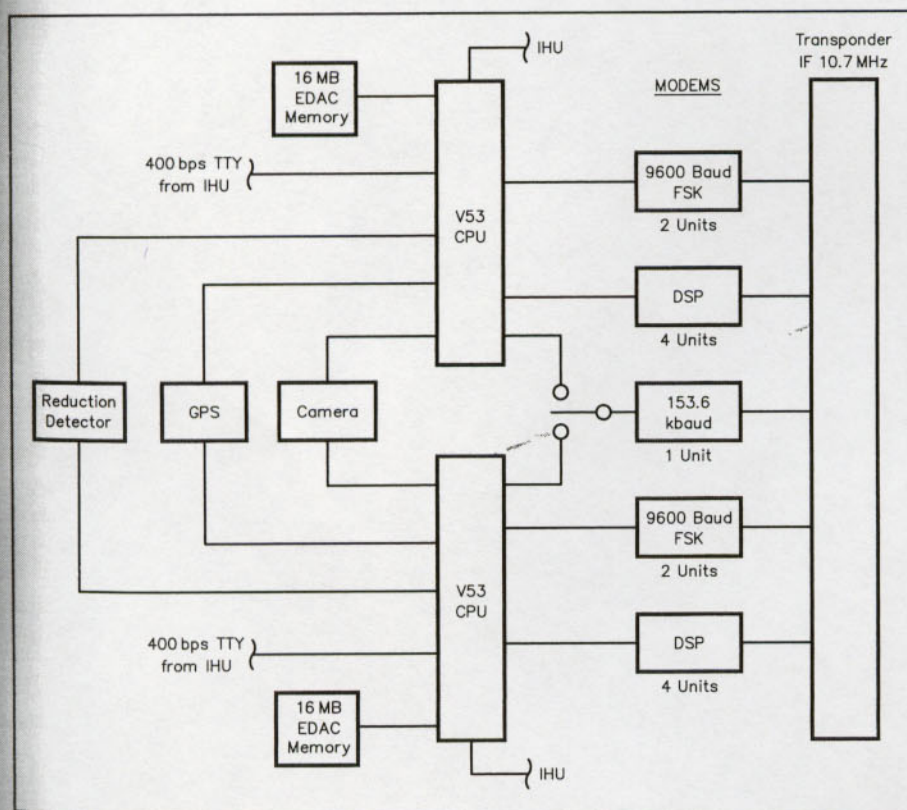 IHU
Transponder
IF 10.7 MHz
16 MB
EDAC
Memory
MODEMS
400 bps TTY
from IHU
9600 Baud
FSK
2 Units
V53
CPU
DSP
4 Units
Reduction
Detector
GPS
Camera
153.6
kbaud
1 Unit
9600 Baud
FSK
2 Units
V53
CPU
400 bps TTY
from IHU
DSP
4 Units
16 MB
EDAC
Memory
IHU